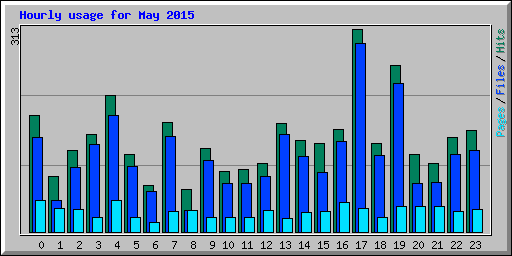 Hourly usage for May 2015
313
Pages/Files/Hits
0 1 2 3 4 5 6 7 8 9 10 11 12 13 14 15 16 17 18 19 20 21 22 23